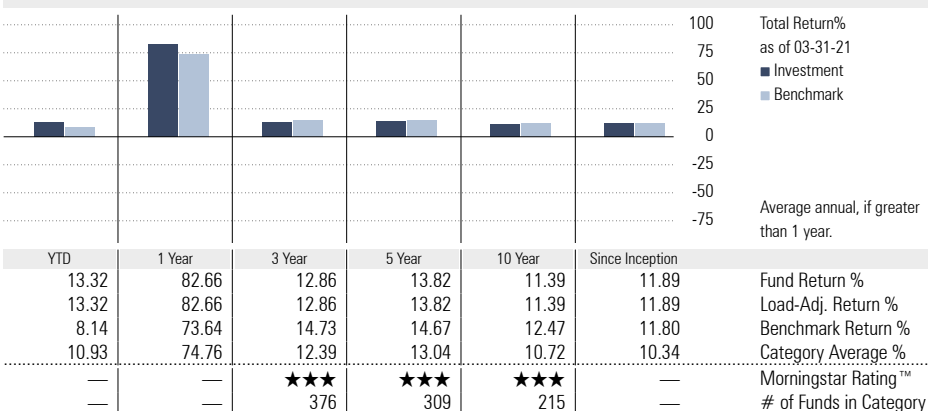 100 Total Return%
75 as of 03-31-21
50 ■ Investment
25 ■ Benchmark
0
-25
-50
-75 Average annual, if greater
than 1 year.
YTD 1 Year 3 Year 5 Year 10 Year Since Inception
13.32 82.66 12.86 13.82 11.39 11.89 Fund Return %
13.32 82.66 12.86 13.82 11.39 11.89 Load-Adj. Return %
8.14 73.64 14.73 14.67 12.47 11.80 Benchmark Return %
10.93 74.76 12.39 13.04 10.72 10.34 Category Average %
— — ★★★ ★★★ ★★★ — Morningstar Rating™
— — 376 309 215 — # of Funds in Category